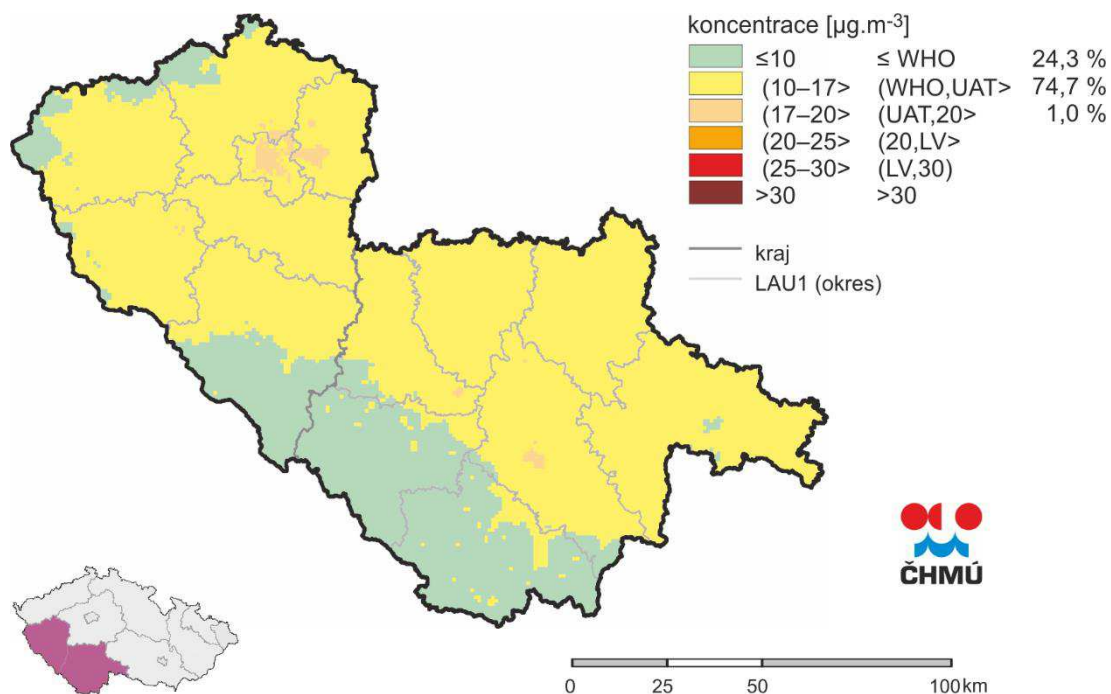 koncentrace [µg.m-3]
≤10 ≤ WHO 24,3 %
(10–17> (WHO,UAT> 74,7 %
(17–20> (UAT,20> 1,0 %
(20–25> (20,LV>
(25–30> (LV,30)
>30 >30
kraj
LAU1 (okres)
ČHMÚ
0 25 50 100 km